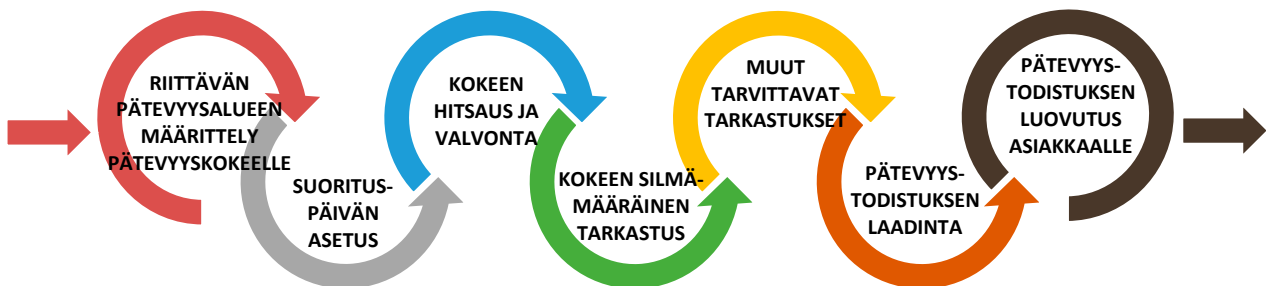 RIITTÄVÄN
PÄTEVYYSALUEEN
MÄÄRITTELY
PÄTEVYYSKOKEELLE
SUORITUS-
PÄIVÄN
ASETUS
KOKEEN
HITSAUS JA
VALVONTA
KOKEEN SILMÄ-
MÄÄRÄINEN
TARKASTUS
MUUT
TARVITTAVAT
TARKASTUKSET
PÄTEVYYS-
TODISTUKSEN
LAADINTA
PÄTEVYYS-
TODISTUKSEN
LUOVUTUS
ASIAKKAALLE